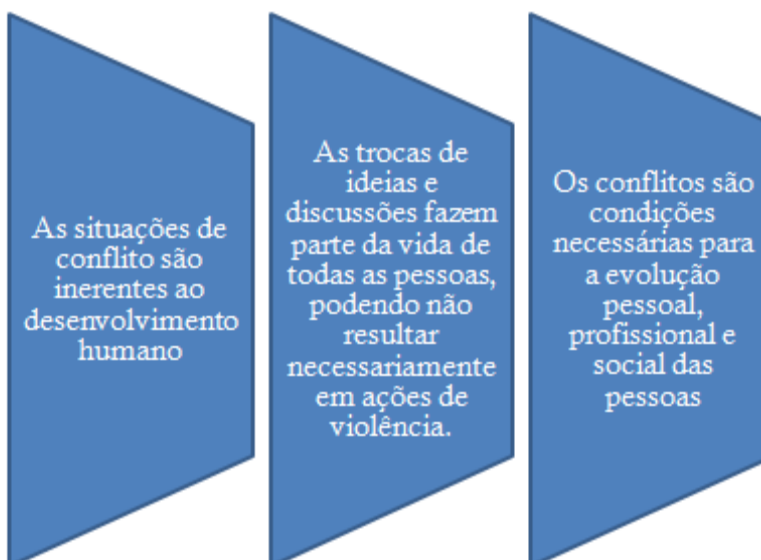 As situações de
conflito são
inerentes ao
desenvolvimento
humano
As trocas de
ideias e
discussões fazem
parte da vida de
todas as pessoas,
podendo não
resultar
necessariamente
em ações de
violência.
Os conflitos são
condições
necessárias para
a evolução
pessoal,
profissional e
social das
pessoas